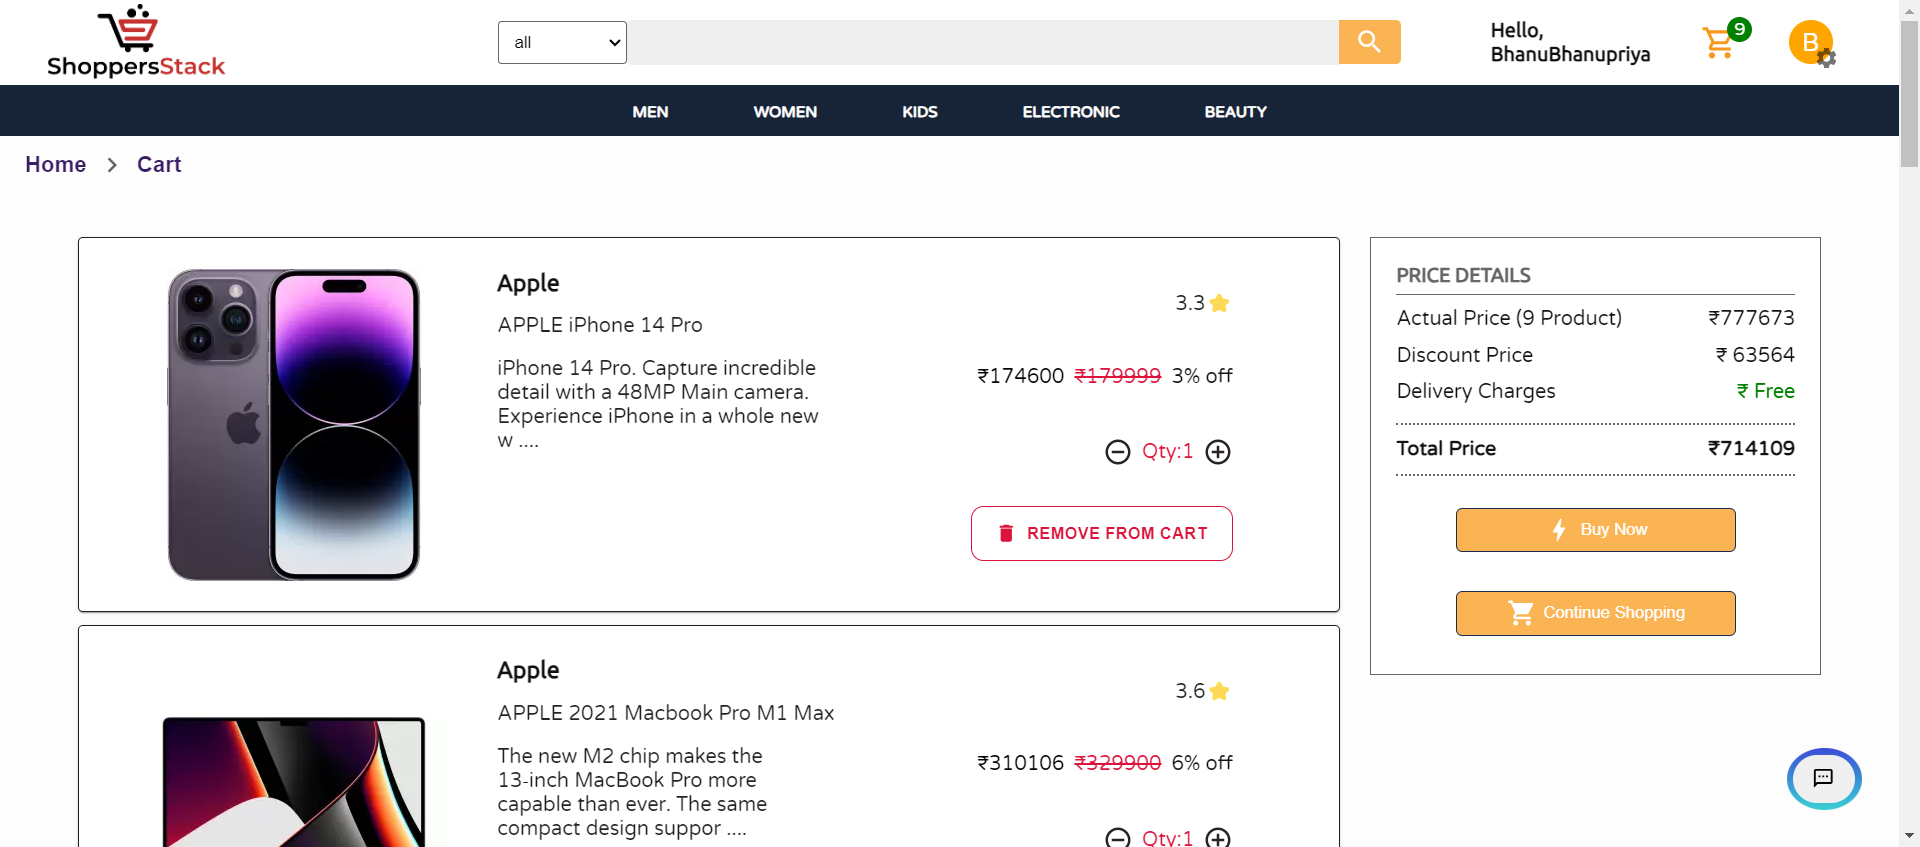 ShoppersStack
all
Hello,
BhanuBhanupriya
9
B
MEN WOMEN KIDS ELECTRONIC BEAUTY
Home > Cart
Apple
APPLE iPhone 14 Pro
iPhone 14 Pro. Capture incredible
detail with a 48MP Main camera.
Experience iPhone in a whole new
w ....
3.3
₹174600 ₹179999 3% off
Qty:1
REMOVE FROM CART
Apple
APPLE 2021 Macbook Pro M1 Max
The new M2 chip makes the
13-inch MacBook Pro more
capable than ever. The same
compact design suppor ....
3.6
₹310106 ₹329900 6% off
Qty:1
PRICE DETAILS
Actual Price (9 Product) ₹777673
Discount Price ₹ 63564
Delivery Charges ₹ Free
Total Price ₹714109
Buy Now
Continue Shopping